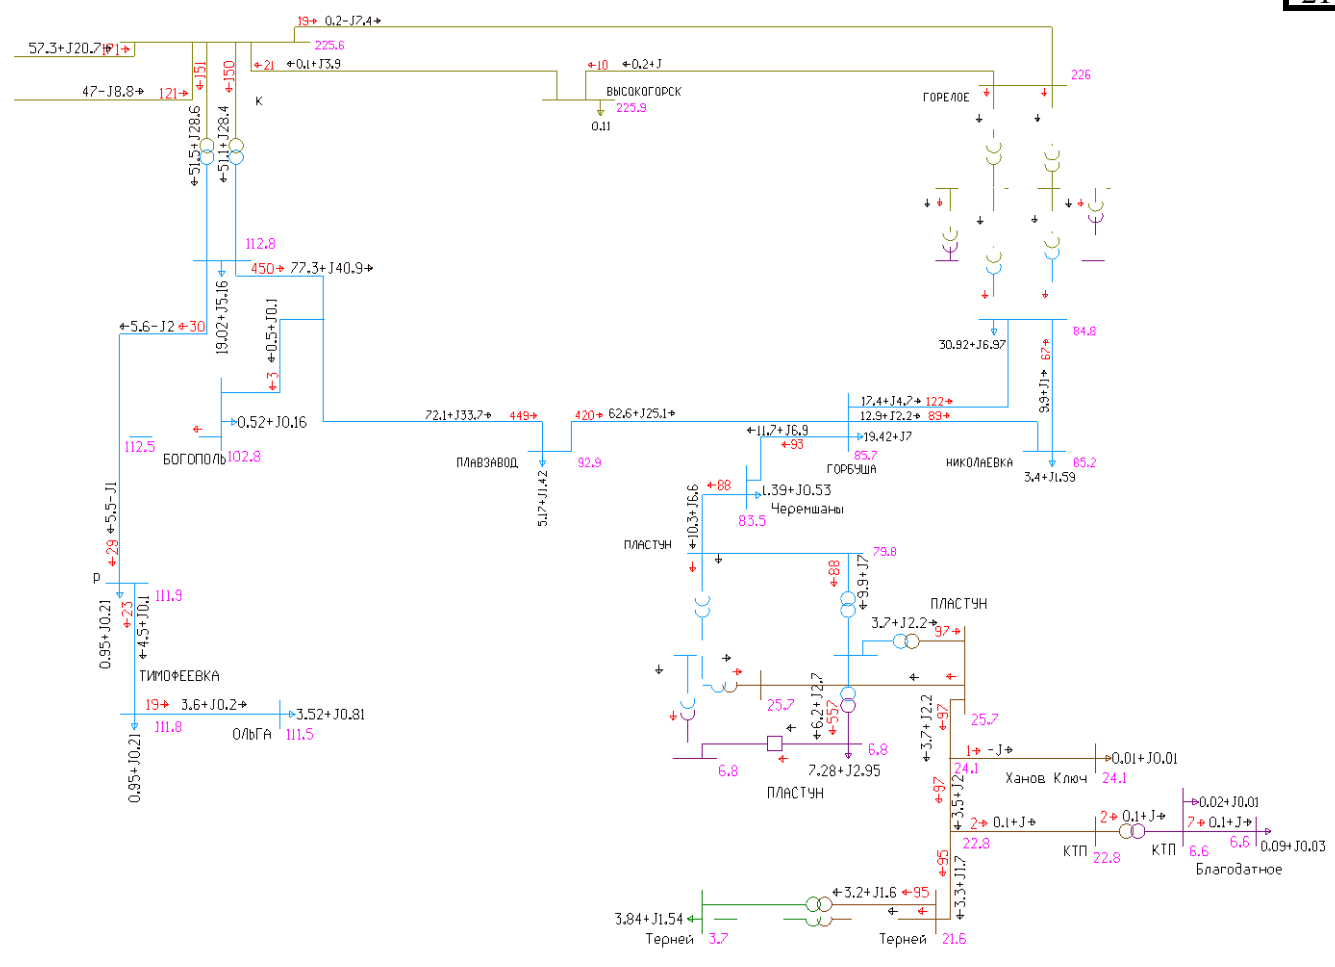 21
19 0.2-J7.4
57.3+J20.7 171
225.6
151
150
21 0.1+J3.9
10 0.2+J
226
47-J8.8 121
К
ВЫСОКОГОРСК
225.9
ГОРЕЛОЕ
0.11
51.5+J28.6
51.1+J28.4
112.8
450 77.3+J40.9
19.02+J5.16
5.6-J2 30
0.5+J0.1
3
30.92+J6.97
84.8
67
9.9+J1
0.52+J0.16
112.5
БОГОПОЛЬ
102.8
72.1+J33.7 449
420 62.6+J25.1
17.4+J4.7 122
12.9+J2.2 89
11.7+J6.9
93
19.42+J7
ПЛАВЗАВОД
92.9
ГОРБУША
85.7
НИКОЛАЕВКА
85.2
3.4+J1.59
5.17+J1.42
88
1.39+J0.53
Черемшаны
83.5
5.5-J1
29
10.3+J6.6
ПЛАСТУН
79.8
88
9.9+J7
Р
111.9
23
0.95+J0.21
4.5+J0.1
ПЛАСТУН
3.7+J2.2 97
ТИМОФЕЕВКА
19 3.6+J0.2
3.52+J0.81
111.8
ОЛЬГА
111.5
0.95+J0.21
25.7
6.2+J2.7
557
97
3.7+J2.2
25.7
6.8
6.8
7.28+J2.95
ПЛАСТУН
1 -J
0.01+J0.01
24.1
Ханов Ключ
24.1
97
3.5+J2
0.02+J0.01
2 0.1+J
2 0.1+J
7 0.1+J
22.8
КТП
22.8
КТП
6.6
6.6
0.09+J0.03
Благодатное
95
3.3+J1.7
3.2+J1.6 95
3.84+J1.54
Терней
3.7
Терней
21.6